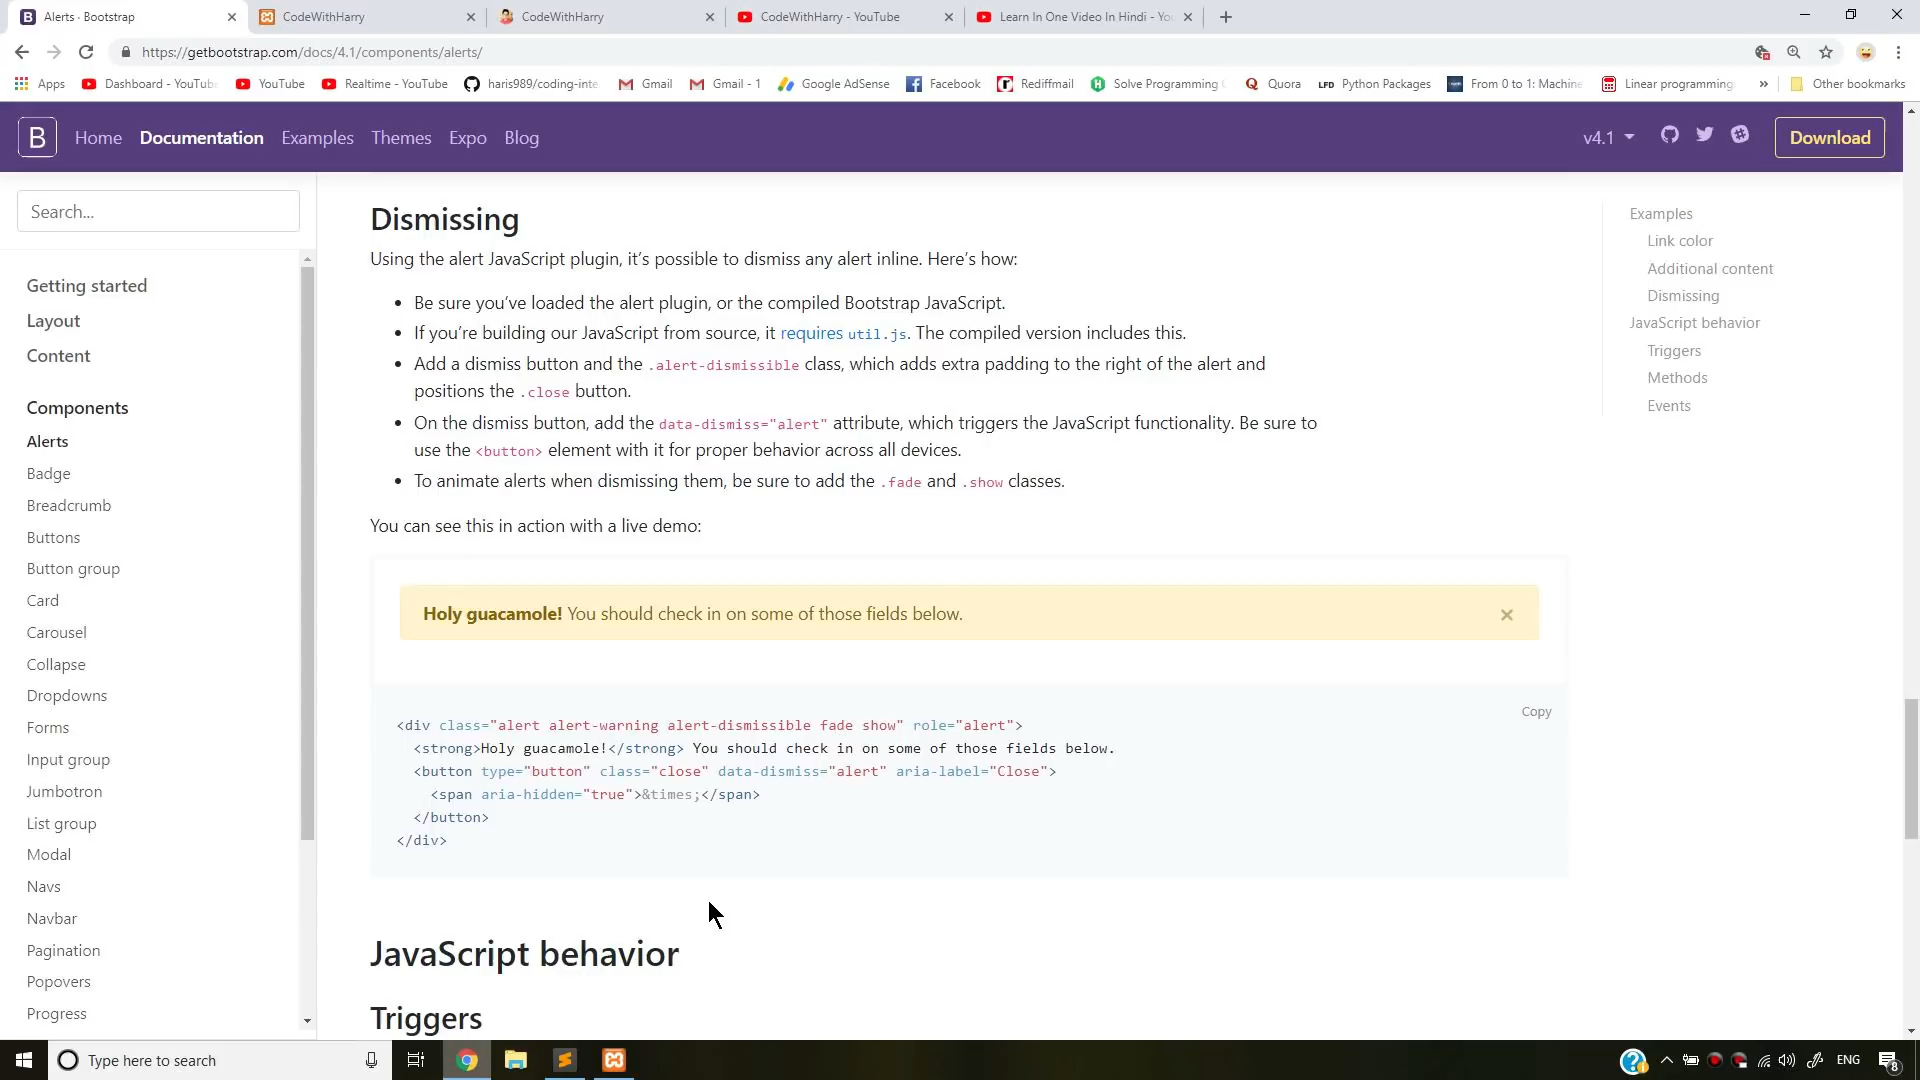 Alerts · Bootstrap
CodeWithHarry
CodeWithHarry
CodeWithHarry - YouTube
Learn In One Video In Hindi - You
https://getbootstrap.com/docs/4.1/components/alerts/
Apps
Dashboard - YouTub
YouTube
Realtime - YouTube
haris989/coding-inte
Gmail
Gmail - 1
Google AdSense
Facebook
Rediffmail
Solve Programming
Quora
LFD Python Packages
From 0 to 1: Machine
Linear programming
» Other bookmarks
B
Home
Documentation
Examples
Themes
Expo
Blog
v4.1
Download
Search...
Getting started
Layout
Content
Components
Alerts
Badge
Breadcrumb
Buttons
Button group
Card
Carousel
Collapse
Dropdowns
Forms
Input group
Jumbotron
List group
Modal
Navs
Navbar
Pagination
Popovers
Progress
Dismissing
Using the alert JavaScript plugin, it’s possible to dismiss any alert inline. Here’s how:
• Be sure you’ve loaded the alert plugin, or the compiled Bootstrap JavaScript.
• If you’re building our JavaScript from source, it requires util.js. The compiled version includes this.
• Add a dismiss button and the .alert-dismissible class, which adds extra padding to the right of the alert and
positions the .close button.
• On the dismiss button, add the data-dismiss="alert" attribute, which triggers the JavaScript functionality. Be sure to
use the <button> element with it for proper behavior across all devices.
• To animate alerts when dismissing them, be sure to add the .fade and .show classes.
You can see this in action with a live demo:
Holy guacamole! You should check in on some of those fields below. ×
Copy
<div class="alert alert-warning alert-dismissible fade show" role="alert">
<strong>Holy guacamole!</strong> You should check in on some of those fields below.
<button type="button" class="close" data-dismiss="alert" aria-label="Close">
<span aria-hidden="true">&times;</span>
</button>
</div>
JavaScript behavior
Triggers
Examples
Link color
Additional content
Dismissing
JavaScript behavior
Triggers
Methods
Events
Type here to search
ENG
8